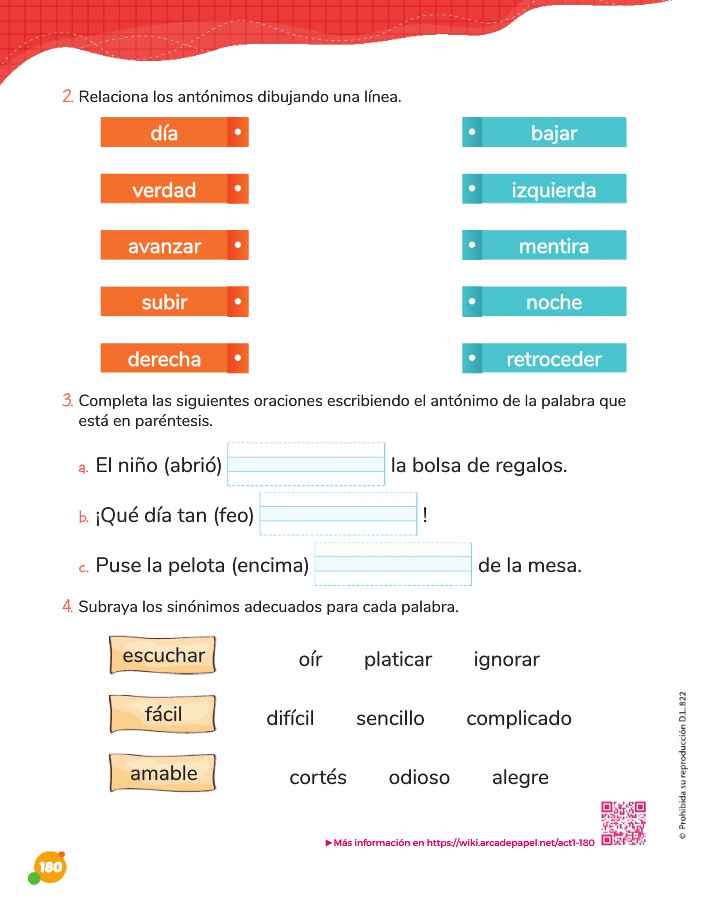 2. Relaciona los antónimos dibujando una línea.
día bajar
verdad izquierda
avanzar mentira
subir noche
derecha retroceder
3. Completa las siguientes oraciones escribiendo el antónimo de la palabra que
está en paréntesis.
a. El niño (abrió) la bolsa de regalos.
b. ¡Qué día tan (feo) !
c. Puse la pelota (encima) de la mesa.
4. Subraya los sinónimos adecuados para cada palabra.
escuchar oír platicar ignorar
fácil difícil sencillo complicado
amable cortés odioso alegre
© Prohibida su reproducción D.L. 822
▶Más información en https://wiki.arcadepapel.net/act1-180
180